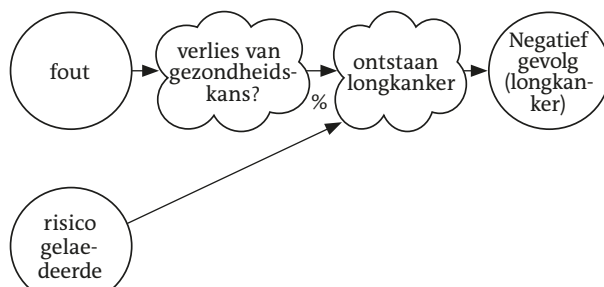 fout
verlies van
gezondheids-
kans?
%
ontstaan
longkanker
Negatief
gevolg
(longkan-
ker)
risico
gelae-
deerde